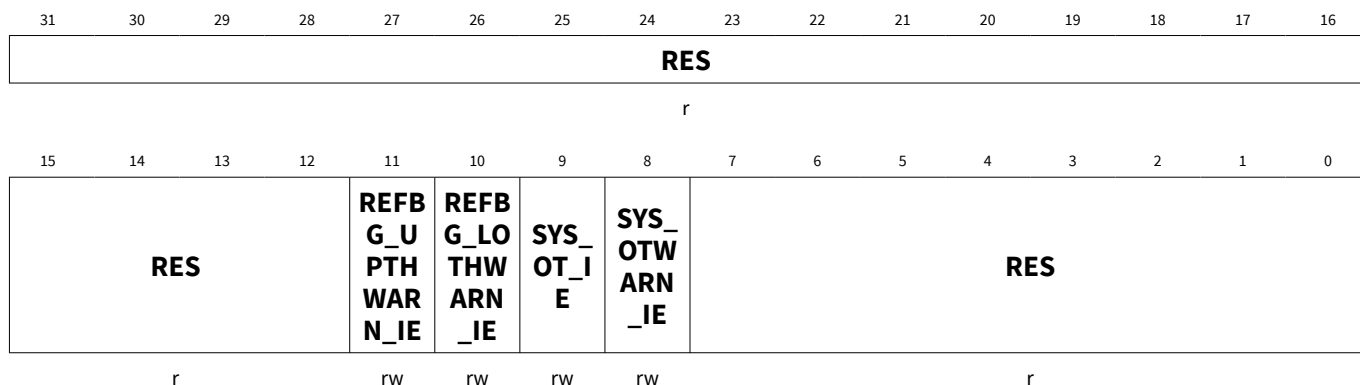 31 30 29 28 27 26 25 24 23 22 21 20 19 18 17 16
RES
r
15 14 13 12 11 10 9 8 7 6 5 4 3 2 1 0
RES
REFB
G_U
PTH
WAR
N_IE
REFB
G_LO
THW
ARN
_IE
SYS_
OT_I
E
SYS_
OTW
ARN
_IE
RES
r rw rw rw rw r